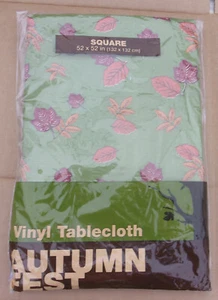 SQUARE
52 x 52 in (132 x 132 cm)
Vinyl Tablecloth
AUTUMN
FEST